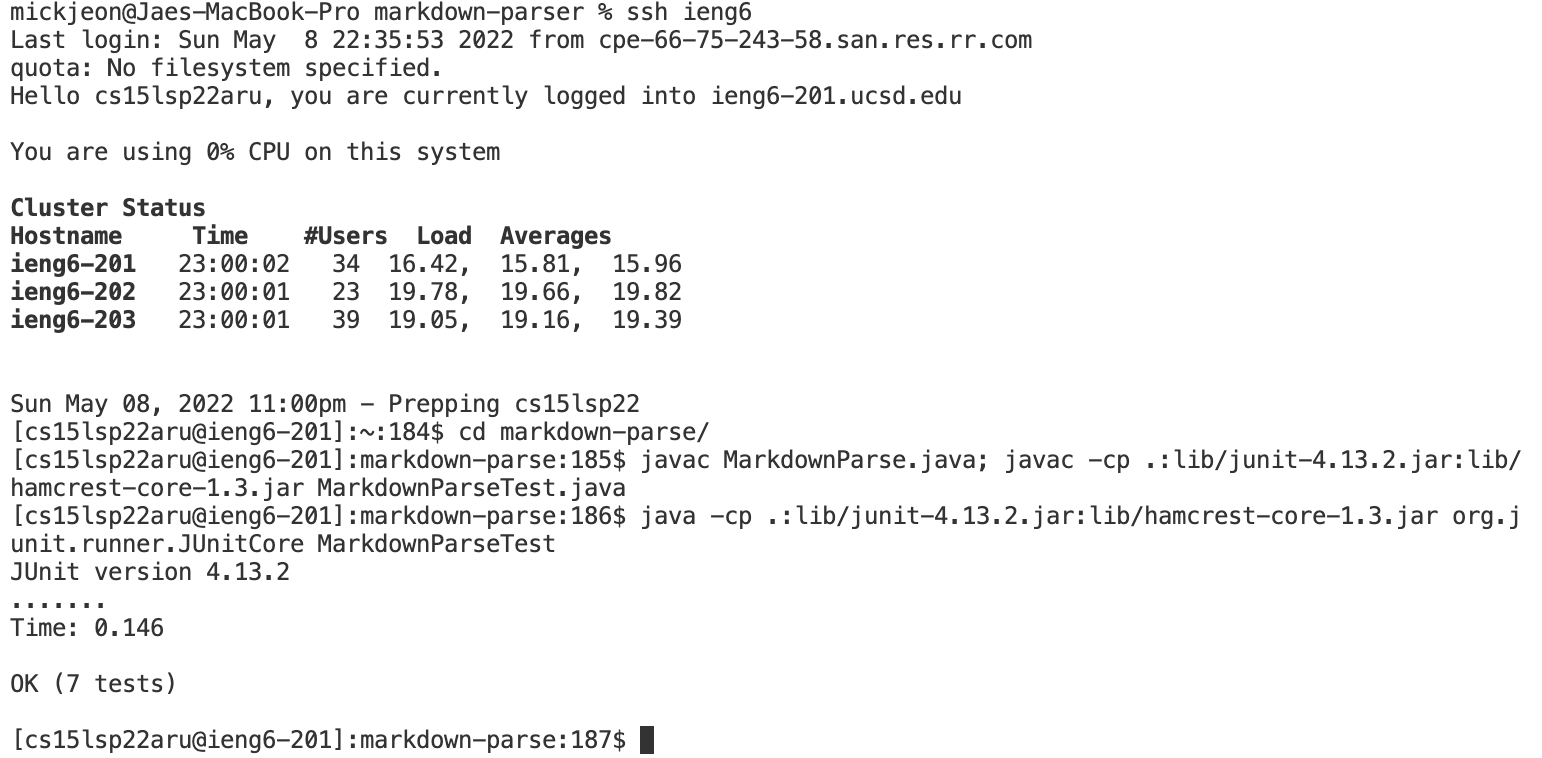 mickjeon@Jaes-MacBook-Pro markdown-parser % ssh ieng6
Last login: Sun May  8 22:35:53 2022 from cpe-66-75-243-58.san.res.rr.com
quota: No filesystem specified.
Hello cs15lsp22aru, you are currently logged into ieng6-201.ucsd.edu
You are using 0% CPU on this system
Cluster Status
Hostname     Time    #Users  Load  Averages
ieng6-201   23:00:02   34  16.42,  15.81,  15.96
ieng6-202   23:00:01   23  19.78,  19.66,  19.82
ieng6-203   23:00:01   39  19.05,  19.16,  19.39
Sun May 08, 2022 11:00pm - Prepping cs15lsp22
[cs15lsp22aru@ieng6-201]:~:184$ cd markdown-parse/
[cs15lsp22aru@ieng6-201]:markdown-parse:185$ javac MarkdownParse.java; javac -cp .:lib/junit-4.13.2.jar:lib/
hamcrest-core-1.3.jar MarkdownParseTest.java
[cs15lsp22aru@ieng6-201]:markdown-parse:186$ java -cp .:lib/junit-4.13.2.jar:lib/hamcrest-core-1.3.jar org.j
unit.runner.JUnitCore MarkdownParseTest
JUnit version 4.13.2
.......
Time: 0.146
OK (7 tests)
[cs15lsp22aru@ieng6-201]:markdown-parse:187$